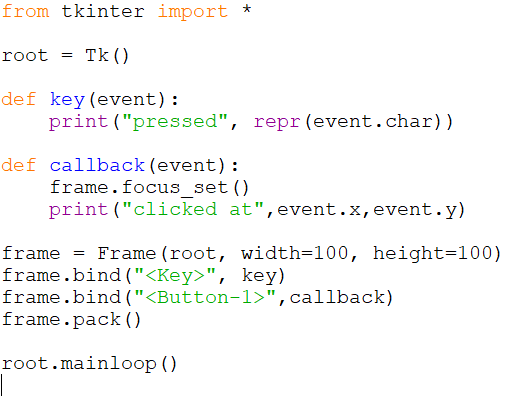 from tkinter import *
root = Tk()
def key(event):
    print("pressed", repr(event.char))
def callback(event):
    frame.focus_set()
    print("clicked at",event.x,event.y)
frame = Frame(root, width=100, height=100)
frame.bind("<Key>", key)
frame.bind("<Button-1>",callback)
frame.pack()
root.mainloop()